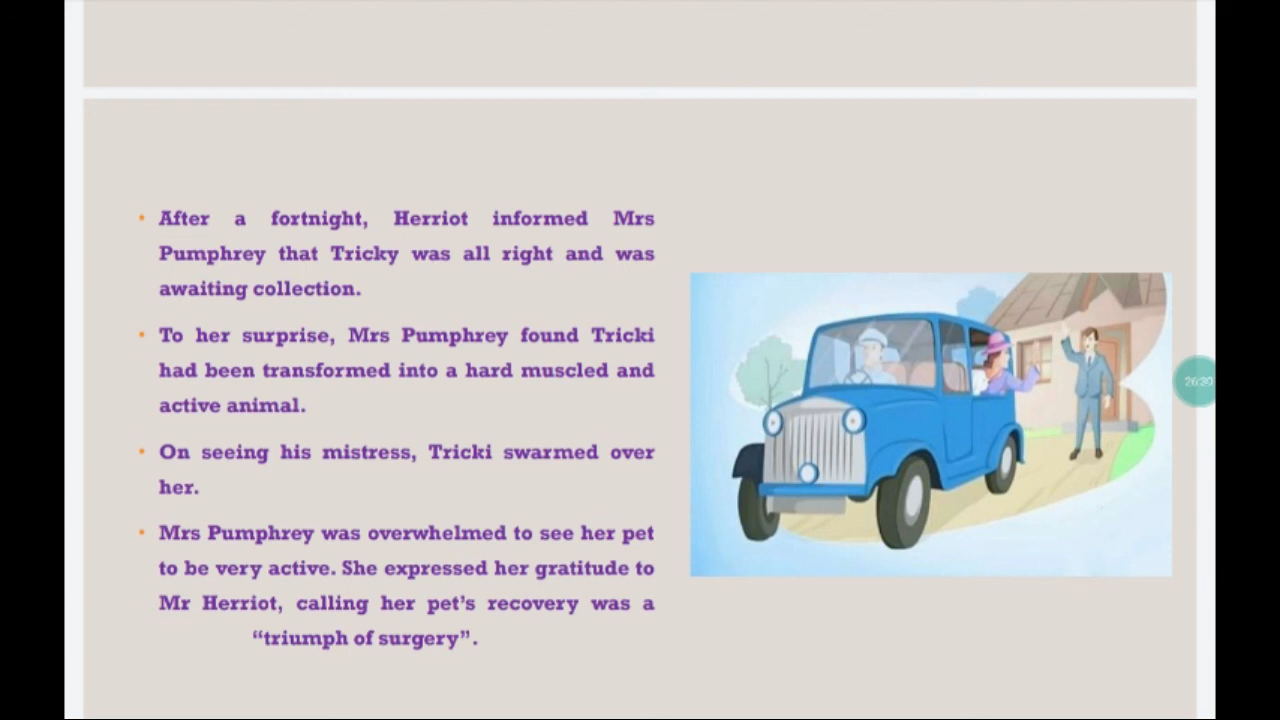 After a fortnight, Herriot informed Mrs
Pumphrey that Tricky was all right and was
awaiting collection.
To her surprise, Mrs Pumphrey found Tricki
had been transformed into a hard muscled and
active animal.
On seeing his mistress, Tricki swarmed over
her.
Mrs Pumphrey was overwhelmed to see her pet
to be very active. She expressed her gratitude to
Mr Herriot, calling her pet’s recovery was a
“triumph of surgery”.
26:20